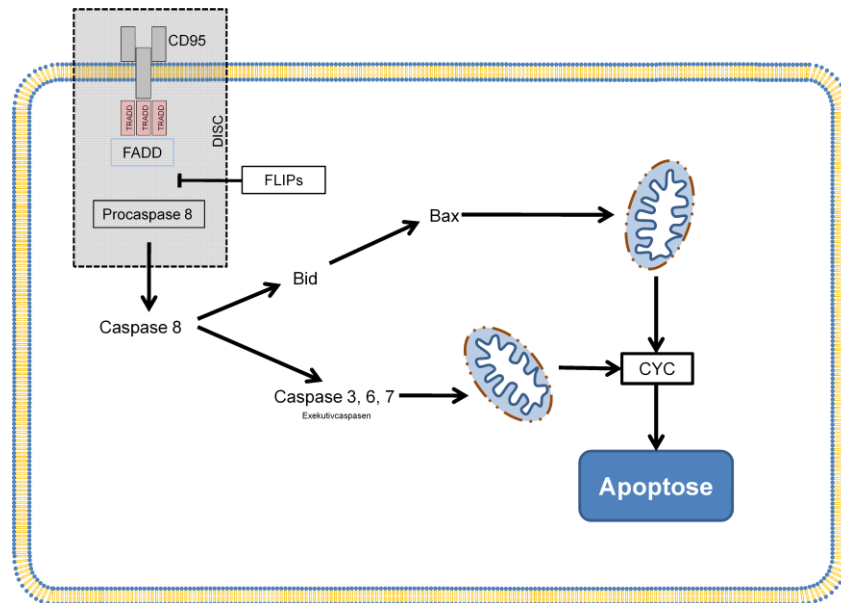 CD95
TRADD
TRADD
TRADD
DISC
FADD
FLIPs
Procaspase 8
Bax
Bid
Caspase 8
CYC
Caspase 3, 6, 7
Exekutivcaspasen
Apoptose